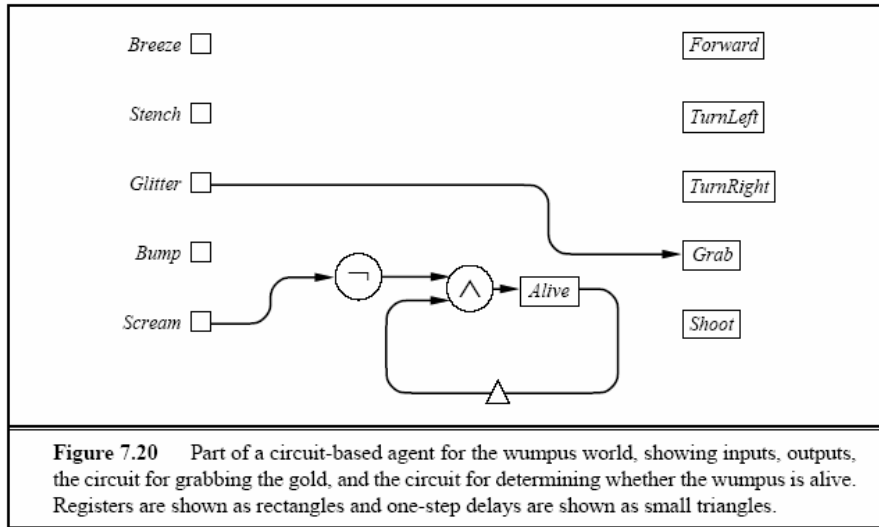 Breeze
Forward
Stench
TurnLeft
Glitter
TurnRight
Bump
Grab
¬
∧
Alive
Scream
Shoot
Figure 7.20 Part of a circuit-based agent for the wumpus world, showing inputs, outputs,
the circuit for grabbing the gold, and the circuit for determining whether the wumpus is alive.
Registers are shown as rectangles and one-step delays are shown as small triangles.